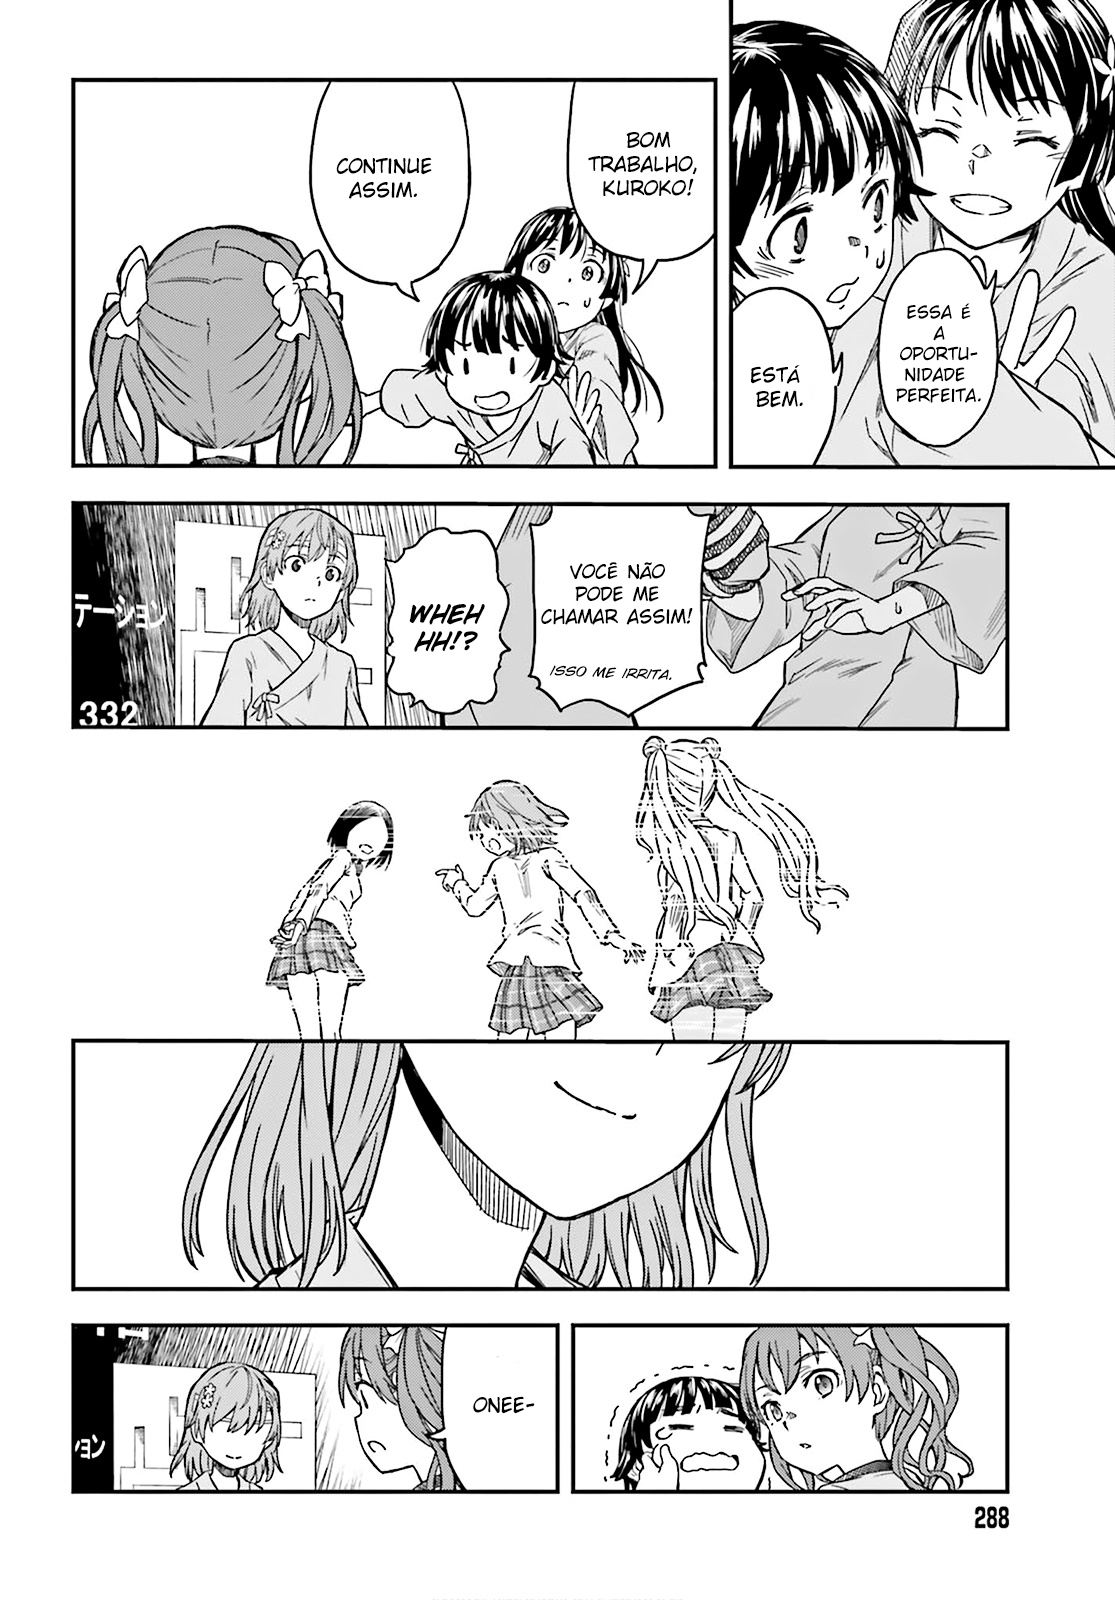 ESSA É
A
OPORTU-
NIDADE
PERFEITA.
ESTÁ
BEM.
BOM
TRABALHO,
KUROKO!
CONTINUE
ASSIM.
VOCÊ NÃO
PODE ME
CHAMAR ASSIM!
ISSO ME IRRITA.
WHEH
HH!?
テーション
332
ONEE-
ョン
288